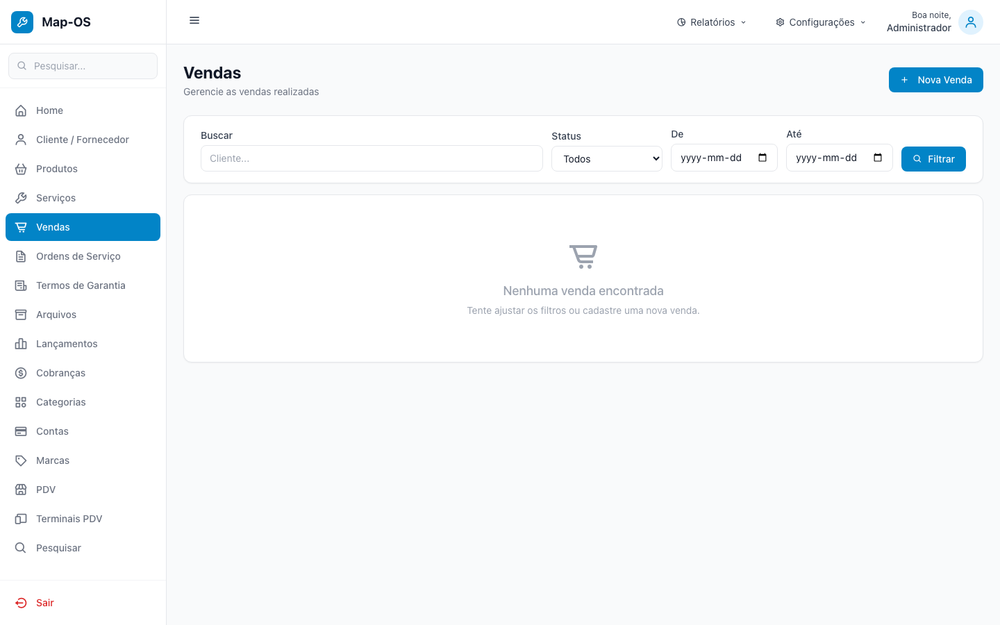 Map-OS
Pesquisar...
Home
Cliente / Fornecedor
Produtos
Serviços
Vendas
Ordens de Serviço
Termos de Garantia
Arquivos
Lançamentos
Cobranças
Categorias
Contas
Marcas
PDV
Terminais PDV
Pesquisar
Sair
Relatórios
Configurações
Boa noite,
Administrador
Vendas
Gerencie as vendas realizadas
Nova Venda
Buscar
Cliente...
Status
Todos
De
yyyy-mm-dd
Até
yyyy-mm-dd
Filtrar
Nenhuma venda encontrada
Tente ajustar os filtros ou cadastre uma nova venda.